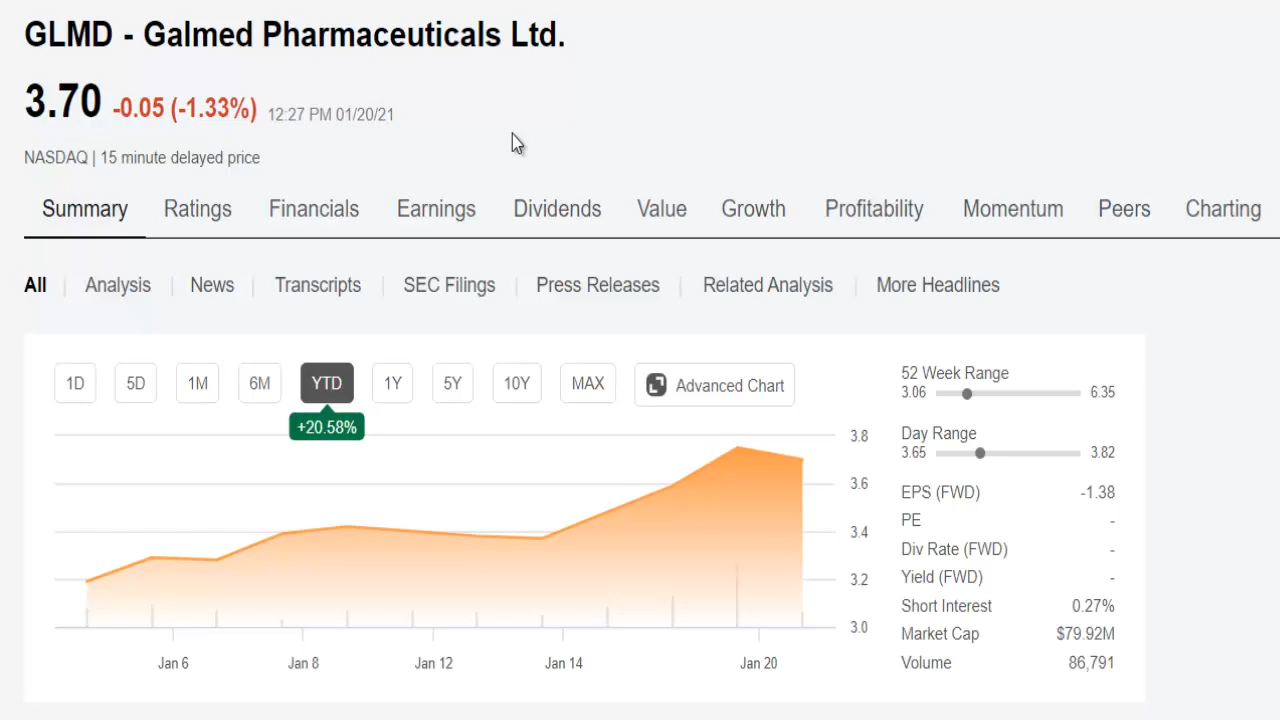 GLMD - Galmed Pharmaceuticals Ltd.
3.70 -0.05 (-1.33%) 12:27 PM 01/20/21
NASDAQ | 15 minute delayed price
Summary Ratings Financials Earnings Dividends Value Growth Profitability Momentum Peers Charting
All | Analysis | News | Transcripts | SEC Filings | Press Releases | Related Analysis | More Headlines
1D 5D 1M 6M YTD 1Y 5Y 10Y MAX Advanced Chart
+20.58%
3.8
3.6
3.4
3.2
3.0
Jan 6 Jan 8 Jan 12 Jan 14 Jan 20
52 Week Range
3.06 6.35
Day Range
3.65 3.82
EPS (FWD) -1.38
PE -
Div Rate (FWD) -
Yield (FWD) -
Short Interest 0.27%
Market Cap $79.92M
Volume 86,791